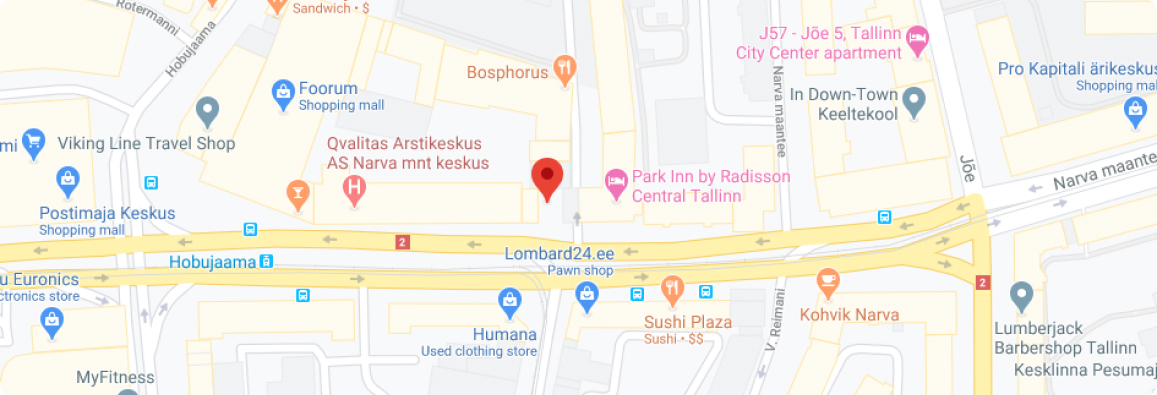 Rotermanni
Sandwich • $
Hobujaama
J57 - Jõe 5, Tallinn
City Center apartment
Bosphorus
Narva maantee
Pro Kapitali ärikeskus
Shopping mal
Foorum
Shopping mall
In Down-Town
Keeltekool
Viking Line Travel Shop
mi
Qvalitas Arstikeskus
AS Narva mnt keskus
Jõe
Narva maantee
Park Inn by Radisson
Central Tallinn
Postimaja Keskus
Shopping mall
2
Lombard24.ee
Pawn shop
Hobujaama
u Euronics
ctronics store
2
V. Reimani
Sushi Plaza
Sushi • $$
Kohvik Narva
Humana
Used clothing store
Lumberjack
Barbershop Tallinn
Kesklinna Pesumaj
MyFitness